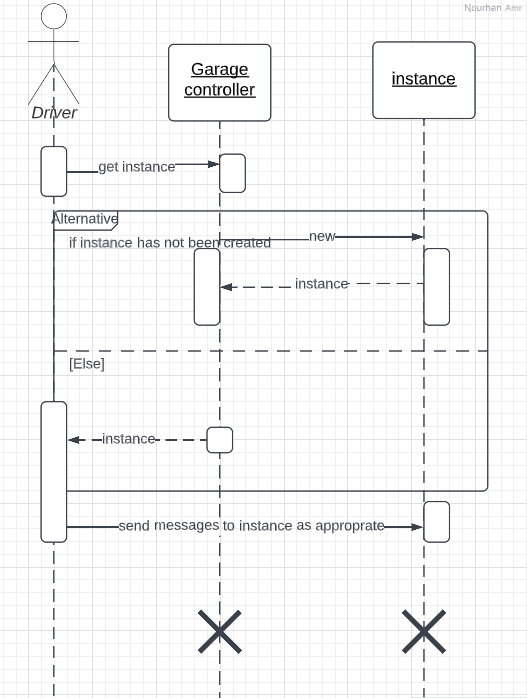 Nourhan Amr
Garage
controller
instance
Driver
get instance
Alternative
new
if instance has not been created
instance
[Else]
instance
send messages to instance as approprate